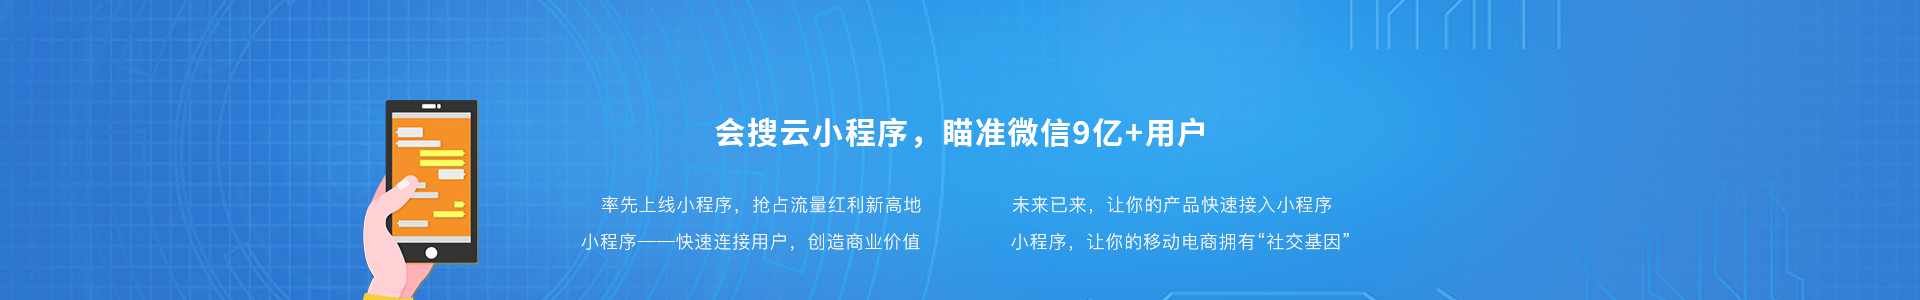 会搜云小程序，瞄准微信9亿+用户
率先上线小程序，抢占流量红利新高地
小程序——快速连接用户，创造商业价值
未来已来，让你的产品快速接入小程序
小程序，让你的移动电商拥有“社交基因”